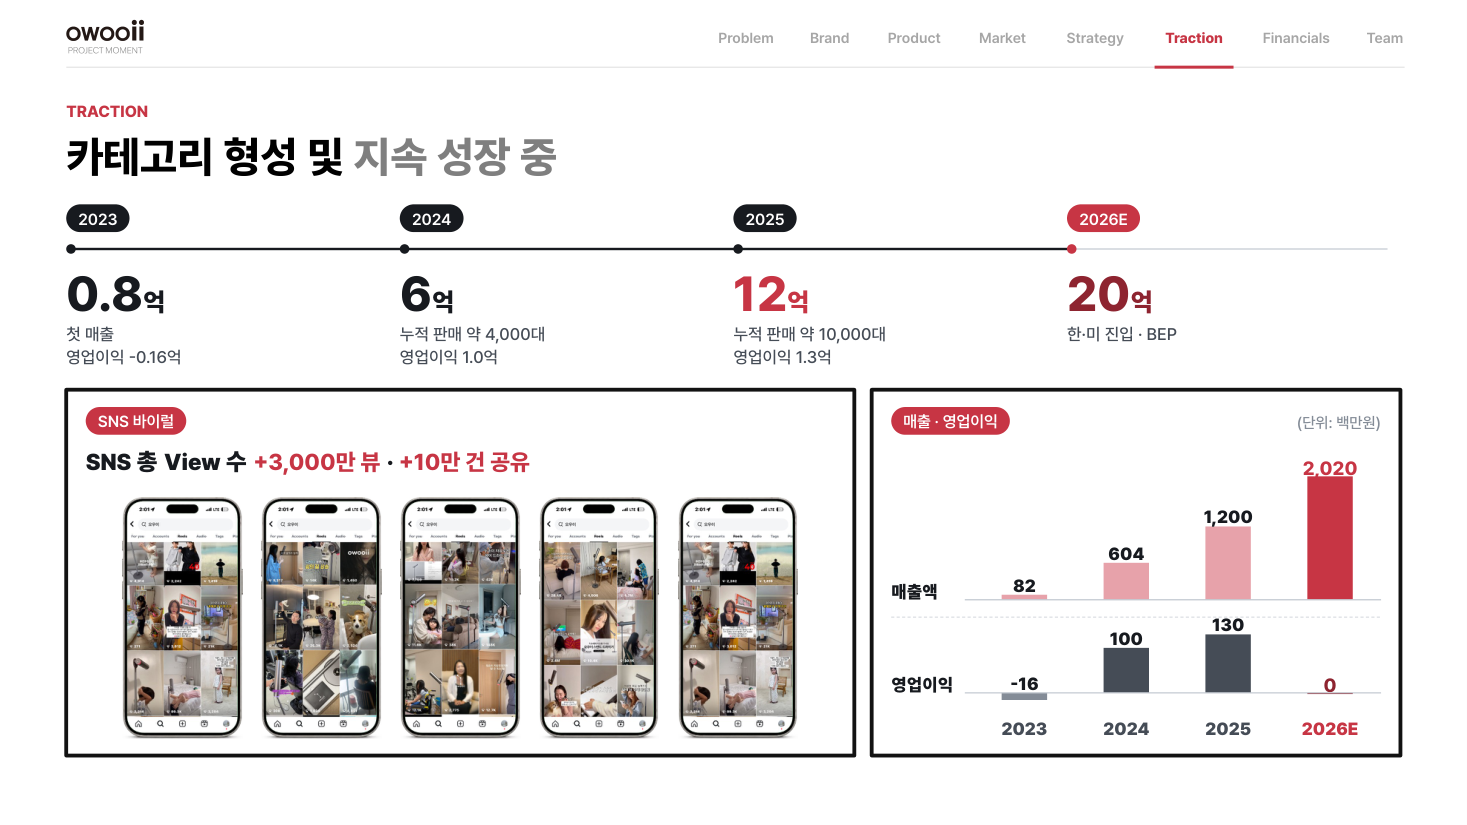 owooii
PROJECT MOMENT
Problem
Brand
Product
Market
Strategy
Traction
Financials
Team
TRACTION
카테고리 형성 및 지속 성장 중
2023
2024
2025
2026E
0.8억
첫 매출
영업이익 -0.16억
6억
누적 판매 약 4,000대
영업이익 1.0억
12억
누적 판매 약 10,000대
영업이익 1.3억
20억
한·미 진입 · BEP
SNS 바이럴
SNS 총 View 수 +3,000만 뷰 · +10만 건 공유
매출 · 영업이익
(단위: 백만원)
2,020
1,200
604
82
매출액
130
100
-16
0
영업이익
2023
2024
2025
2026E